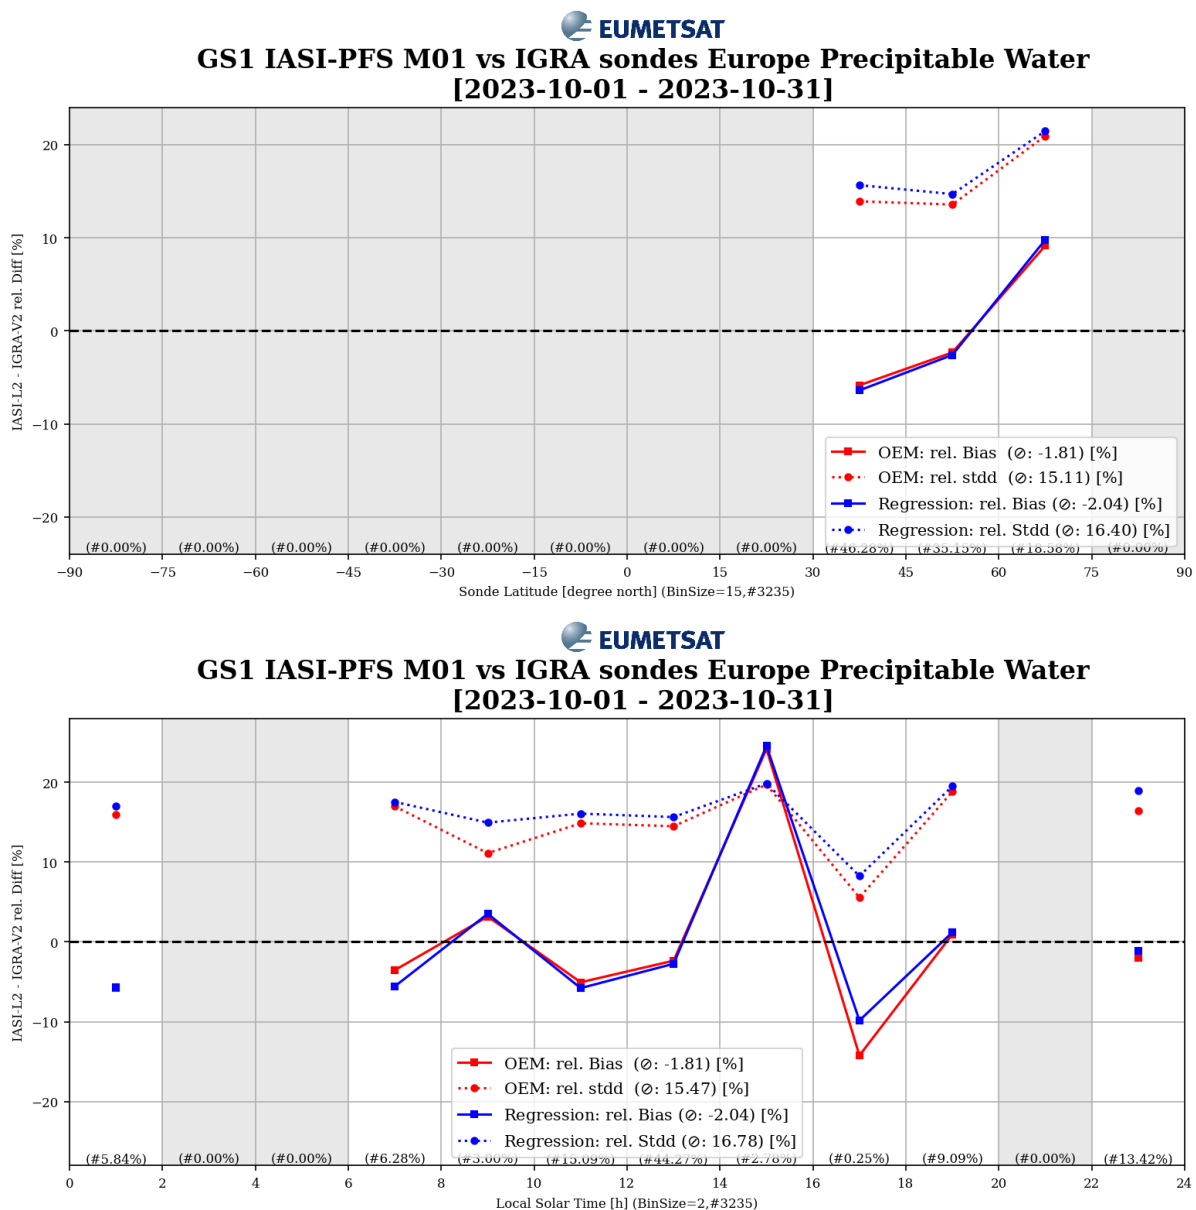 EUMETSAT
GS1 IASI-PFS M01 vs IGRA sondes Europe Precipitable Water
[2023-10-01 - 2023-10-31]
20
10
0
−10
−20
IASI-L2 - IGRA-V2 rel. Diff [%]
OEM: rel. Bias (⊘: -1.81) [%]
OEM: rel. stdd (⊘: 15.11) [%]
Regression: rel. Bias (⊘: -2.04) [%]
Regression: rel. Stdd (⊘: 16.40) [%]
(#0.00%) (#0.00%) (#0.00%) (#0.00%) (#0.00%) (#0.00%) (#0.00%) (#0.00%) (#46.28%) (#35.15%) (#18.58%) (#0.00%)
−90 −75 −60 −45 −30 −15 0 15 30 45 60 75 90
Sonde Latitude [degree north] (BinSize=15,#3235)
EUMETSAT
GS1 IASI-PFS M01 vs IGRA sondes Europe Precipitable Water
[2023-10-01 - 2023-10-31]
20
10
0
−10
−20
IASI-L2 - IGRA-V2 rel. Diff [%]
OEM: rel. Bias (⊘: -1.81) [%]
OEM: rel. stdd (⊘: 15.47) [%]
Regression: rel. Bias (⊘: -2.04) [%]
Regression: rel. Stdd (⊘: 16.78) [%]
(#5.84%) (#0.00%) (#0.00%) (#6.28%) (#3.00%) (#15.09%) (#44.27%) (#2.78%) (#0.25%) (#9.09%) (#0.00%) (#13.42%)
0 2 4 6 8 10 12 14 16 18 20 22 24
Local Solar Time [h] (BinSize=2,#3235)